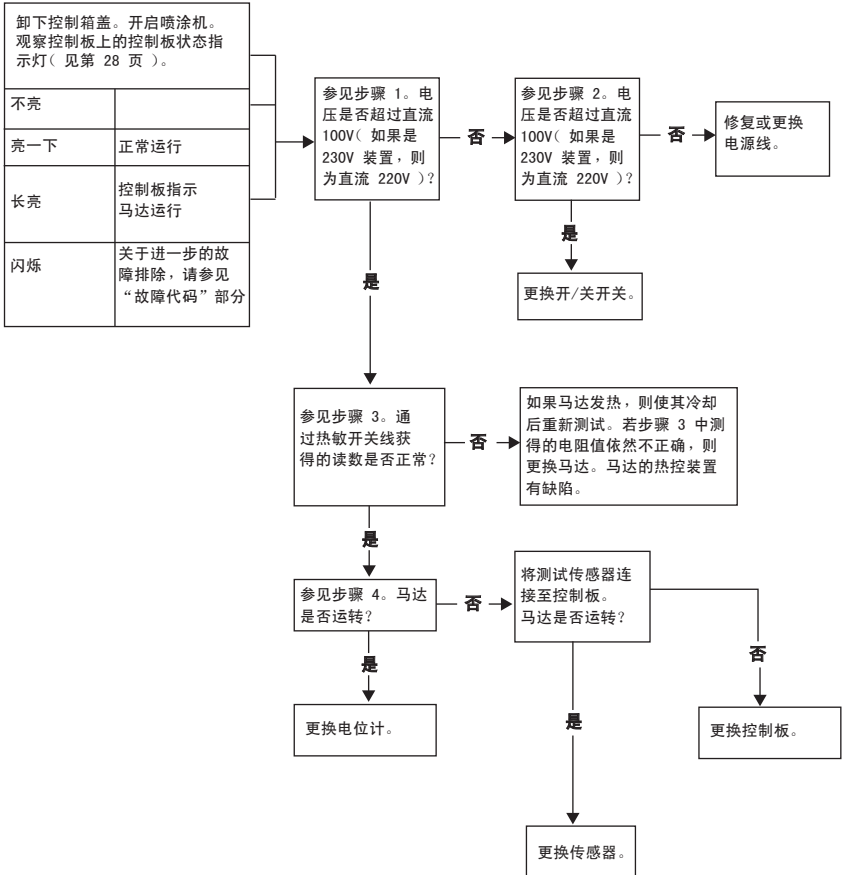 卸下控制箱盖。开启喷涂机。
观察控制板上的控制板状态指
示灯( 见第 28 页 )。
不亮
亮一下
正常运行
长亮
控制板指示
马达运行
闪烁
关于进一步的故
障排除，请参见
“故障代码”部分
参见步骤 1。电
压是否超过直流
100V( 如果是
230V 装置，则
为直流 220V )?
否
参见步骤 2。电
压是否超过直流
100V( 如果是
230V 装置，则
为直流 220V )?
否
修复或更换
电源线。
是
更换开/关开关。
是
参见步骤 3。通
过热敏开关线获
得的读数是否正常?
否
如果马达发热，则使其冷却
后重新测试。若步骤 3 中测
得的电阻值依然不正确，则
更换马达。马达的热控装置
有缺陷。
是
参见步骤 4。马达
是否运转?
否
将测试传感器连
接至控制板。
马达是否运转?
否
更换控制板。
是
更换电位计。
是
更换传感器。